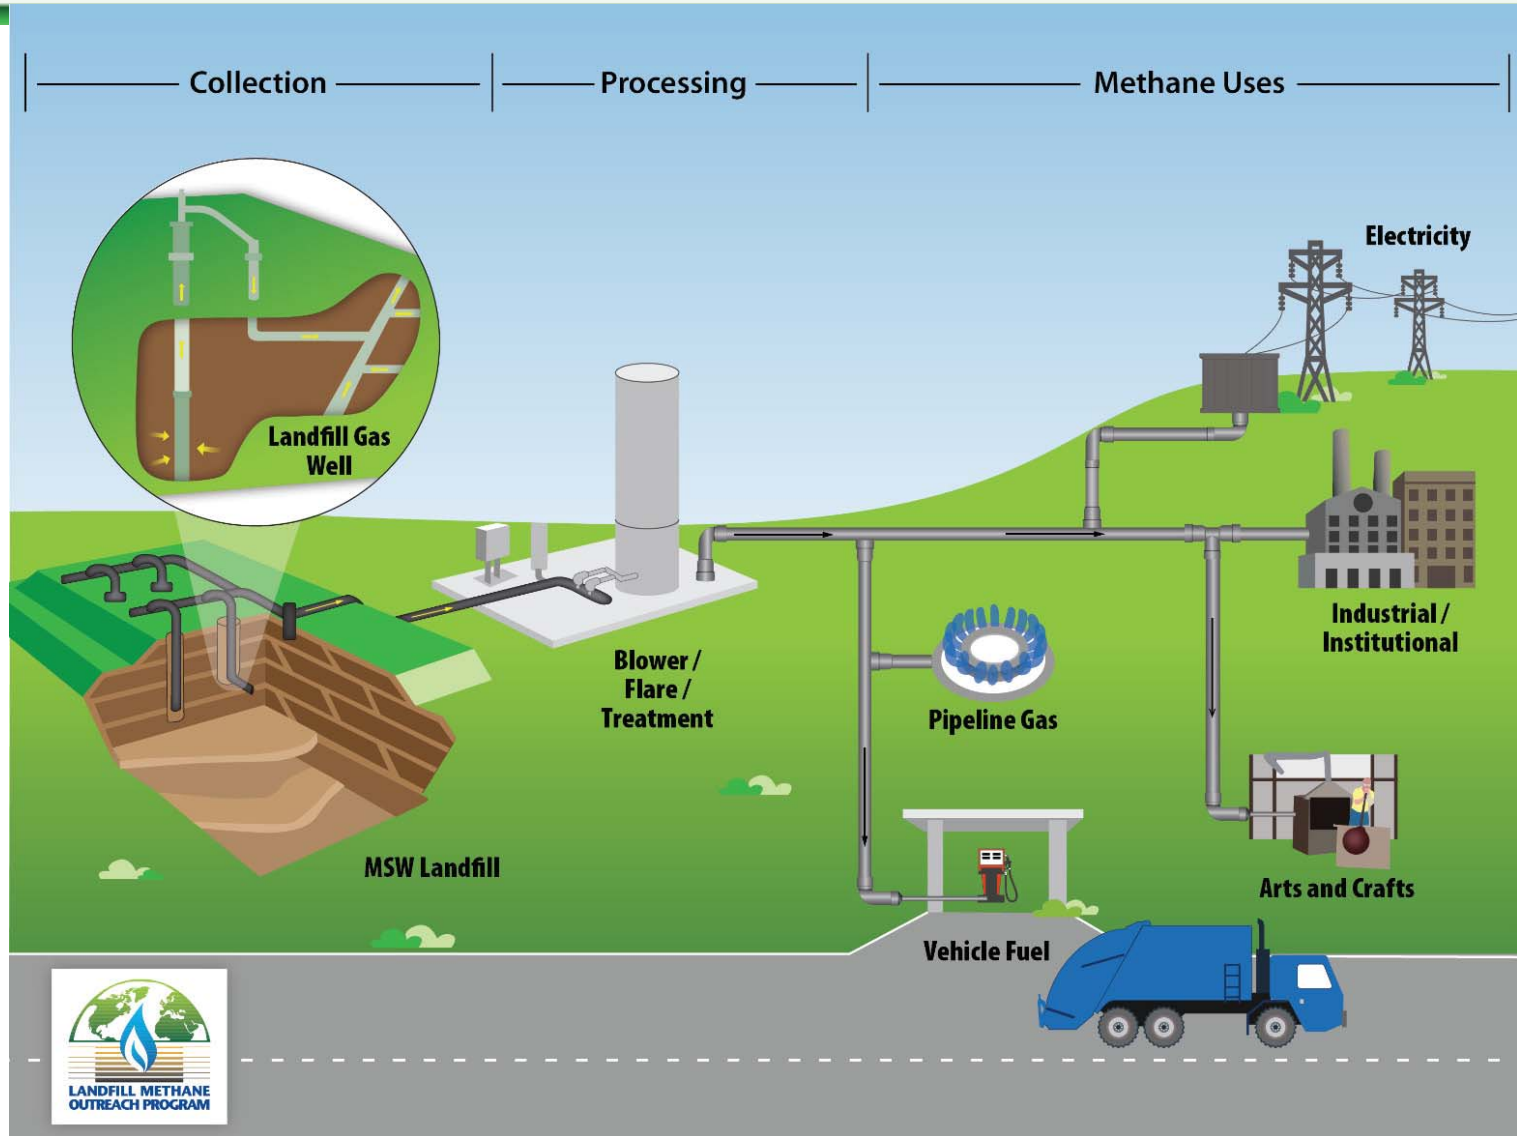 Collection
Processing
Methane Uses
Electricity
Landfill Gas
Well
Industrial /
Institutional
Blower /
Flare /
Treatment
Pipeline Gas
MSW Landfill
Arts and Crafts
Vehicle Fuel
LANDFILL METHANE
OUTREACH PROGRAM